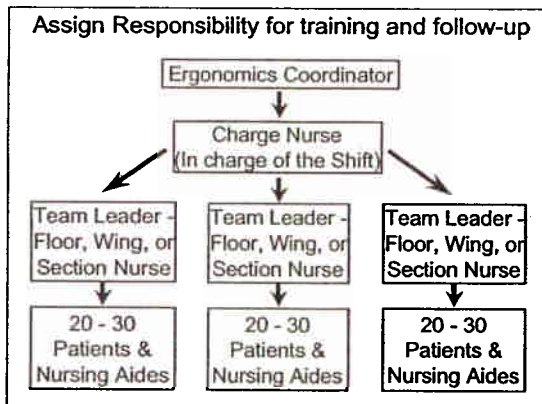 Assign Responsibility for training and follow-up
Ergonomics Coordinator
Charge Nurse
(In charge of the Shift)
Team Leader -
Floor, Wing, or
Section Nurse
Team Leader -
Floor, Wing, or
Section Nurse
Team Leader -
Floor, Wing, or
Section Nurse
20 - 30
Patients &
Nursing Aides
20 - 30
Patients &
Nursing Aides
20 - 30
Patients &
Nursing Aides